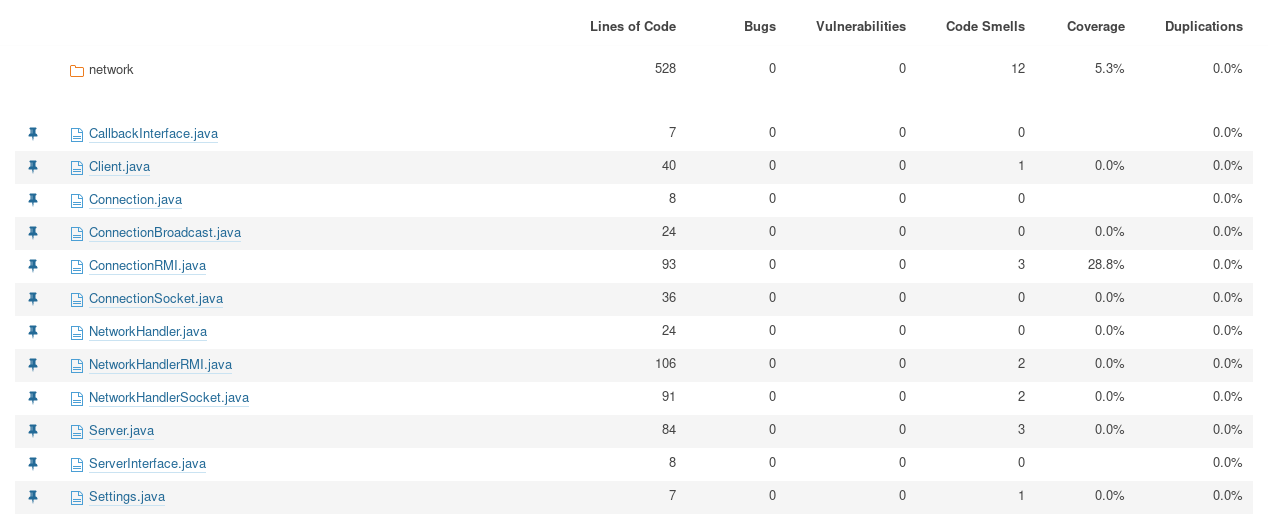 Lines of Code Bugs Vulnerabilities Code Smells Coverage Duplications
network 528 0 0 12 5.3% 0.0%
CallbackInterface.java 7 0 0 0 0.0%
Client.java 40 0 0 1 0.0% 0.0%
Connection.java 8 0 0 0 0.0%
ConnectionBroadcast.java 24 0 0 0 0.0% 0.0%
ConnectionRMI.java 93 0 0 3 28.8% 0.0%
ConnectionSocket.java 36 0 0 0 0.0% 0.0%
NetworkHandler.java 24 0 0 0 0.0% 0.0%
NetworkHandlerRMI.java 106 0 0 2 0.0% 0.0%
NetworkHandlerSocket.java 91 0 0 2 0.0% 0.0%
Server.java 84 0 0 3 0.0% 0.0%
ServerInterface.java 8 0 0 0 0.0%
Settings.java 7 0 0 1 0.0% 0.0%